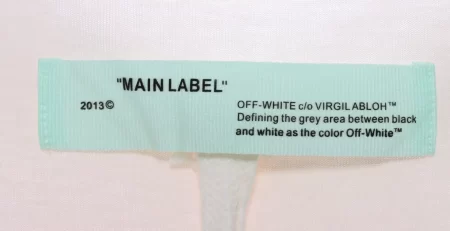 "MAIN LABEL"
2013©
OFF-WHITE c/o VIRGIL ABLOH™
Defining the grey area between black
and white as the color Off-White™